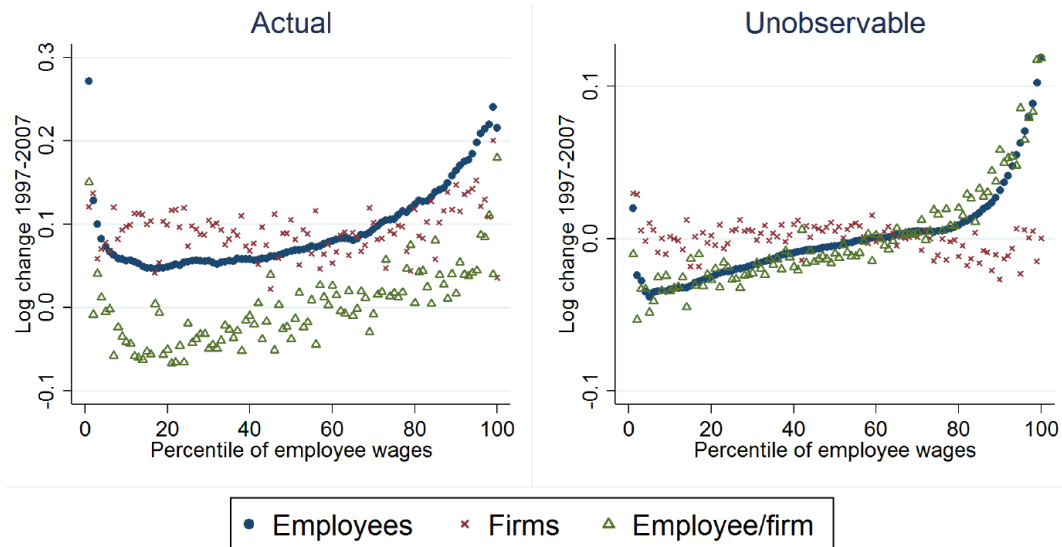 Actual
Unobservable
Log change 1997-2007
0.3
0.2
0.1
0.0
-0.1
0
20
40
60
80
100
Percentile of employee wages
Log change 1997-2007
0.1
0.0
-0.1
0
20
40
60
80
100
Percentile of employee wages
Employees
Firms
Employee/firm